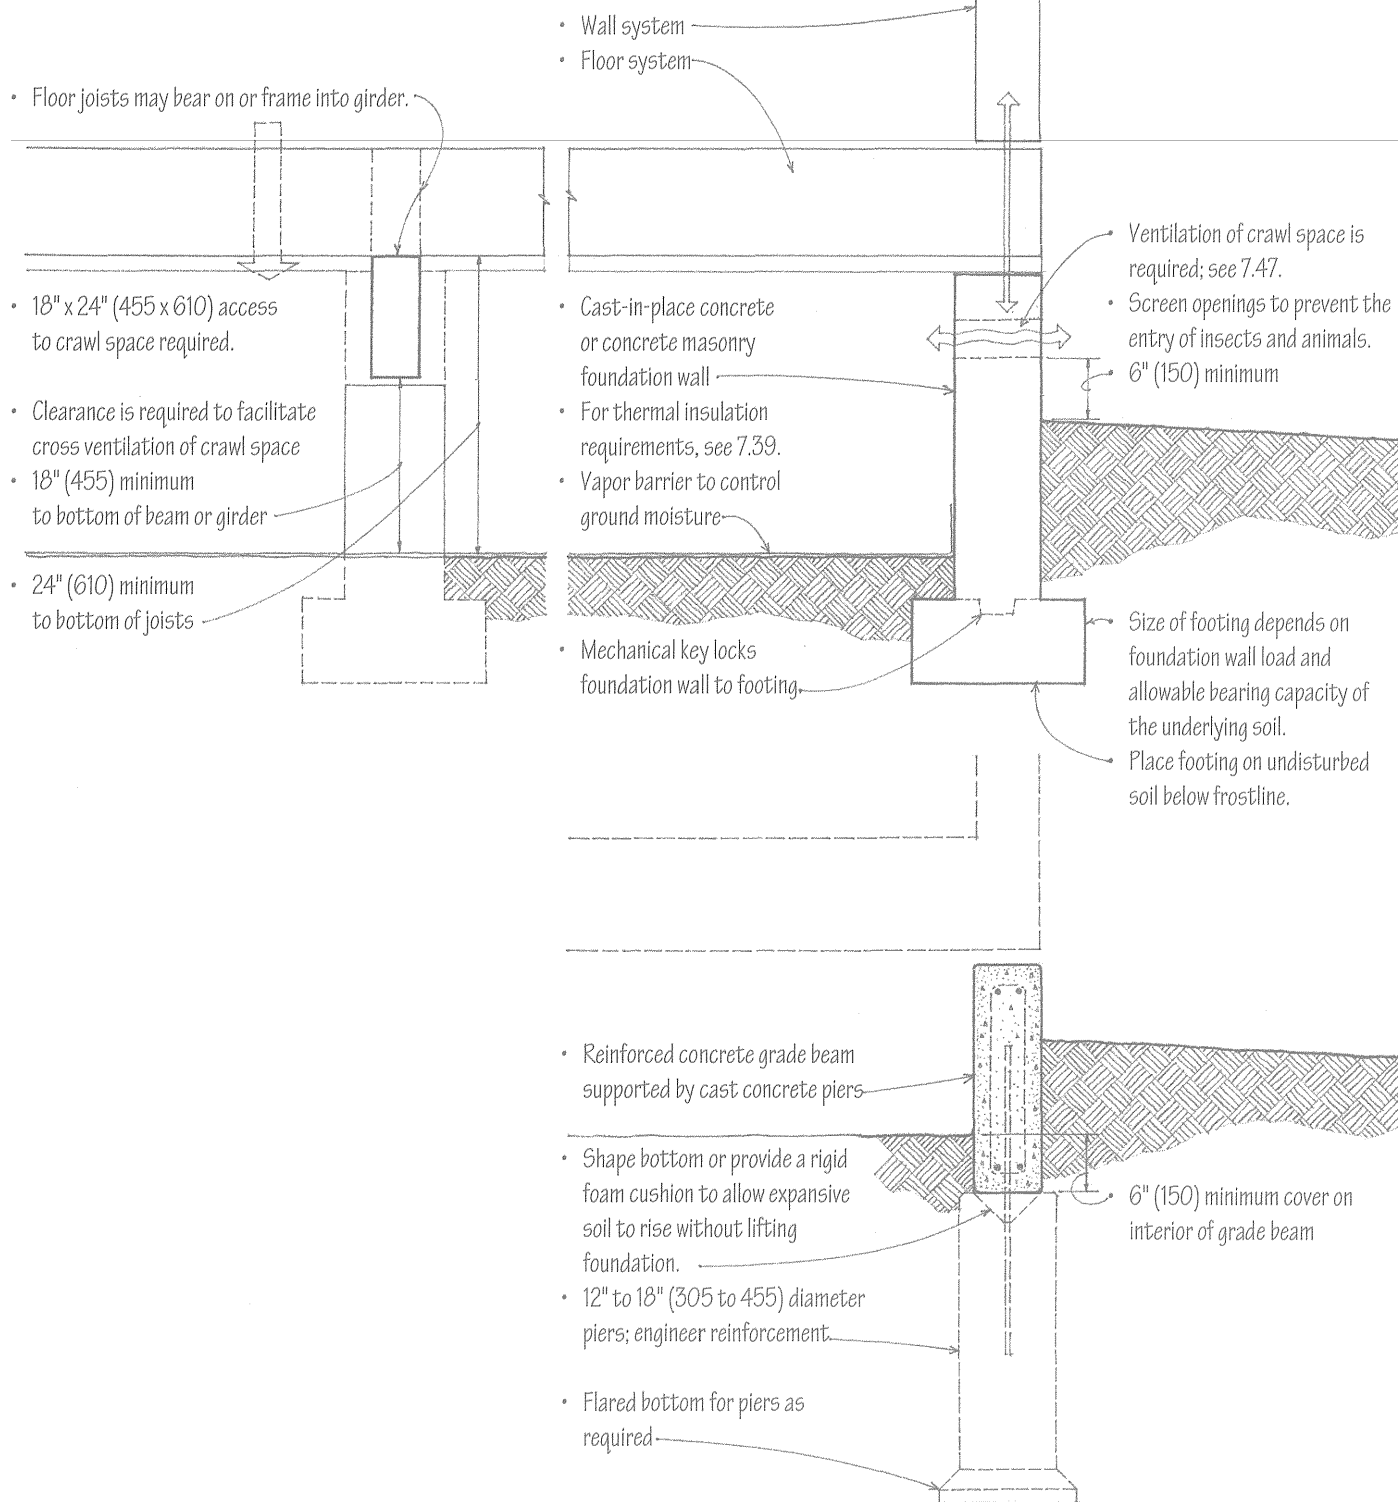 • Wall system
• Floor system
• Floor joists may bear on or frame into girder.
• 18" x 24" (455 x 610) access
to crawl space required.
• Clearance is required to facilitate
cross ventilation of crawl space
• 18" (455) minimum
to bottom of beam or girder
• 24" (610) minimum
to bottom of joists
• Cast-in-place concrete
or concrete masonry
foundation wall
• For thermal insulation
requirements, see 7.39.
• Vapor barrier to control
ground moisture
• Mechanical key locks
foundation wall to footing.
• Ventilation of crawl space is
required; see 7.47.
• Screen openings to prevent the
entry of insects and animals.
• 6" (150) minimum
• Size of footing depends on
foundation wall load and
allowable bearing capacity of
the underlying soil.
• Place footing on undisturbed
soil below frostline.
• Reinforced concrete grade beam
supported by cast concrete piers
• Shape bottom or provide a rigid
foam cushion to allow expansive
soil to rise without lifting
foundation.
• 12" to 18" (305 to 455) diameter
piers; engineer reinforcement.
• Flared bottom for piers as
required
• 6" (150) minimum cover on
interior of grade beam